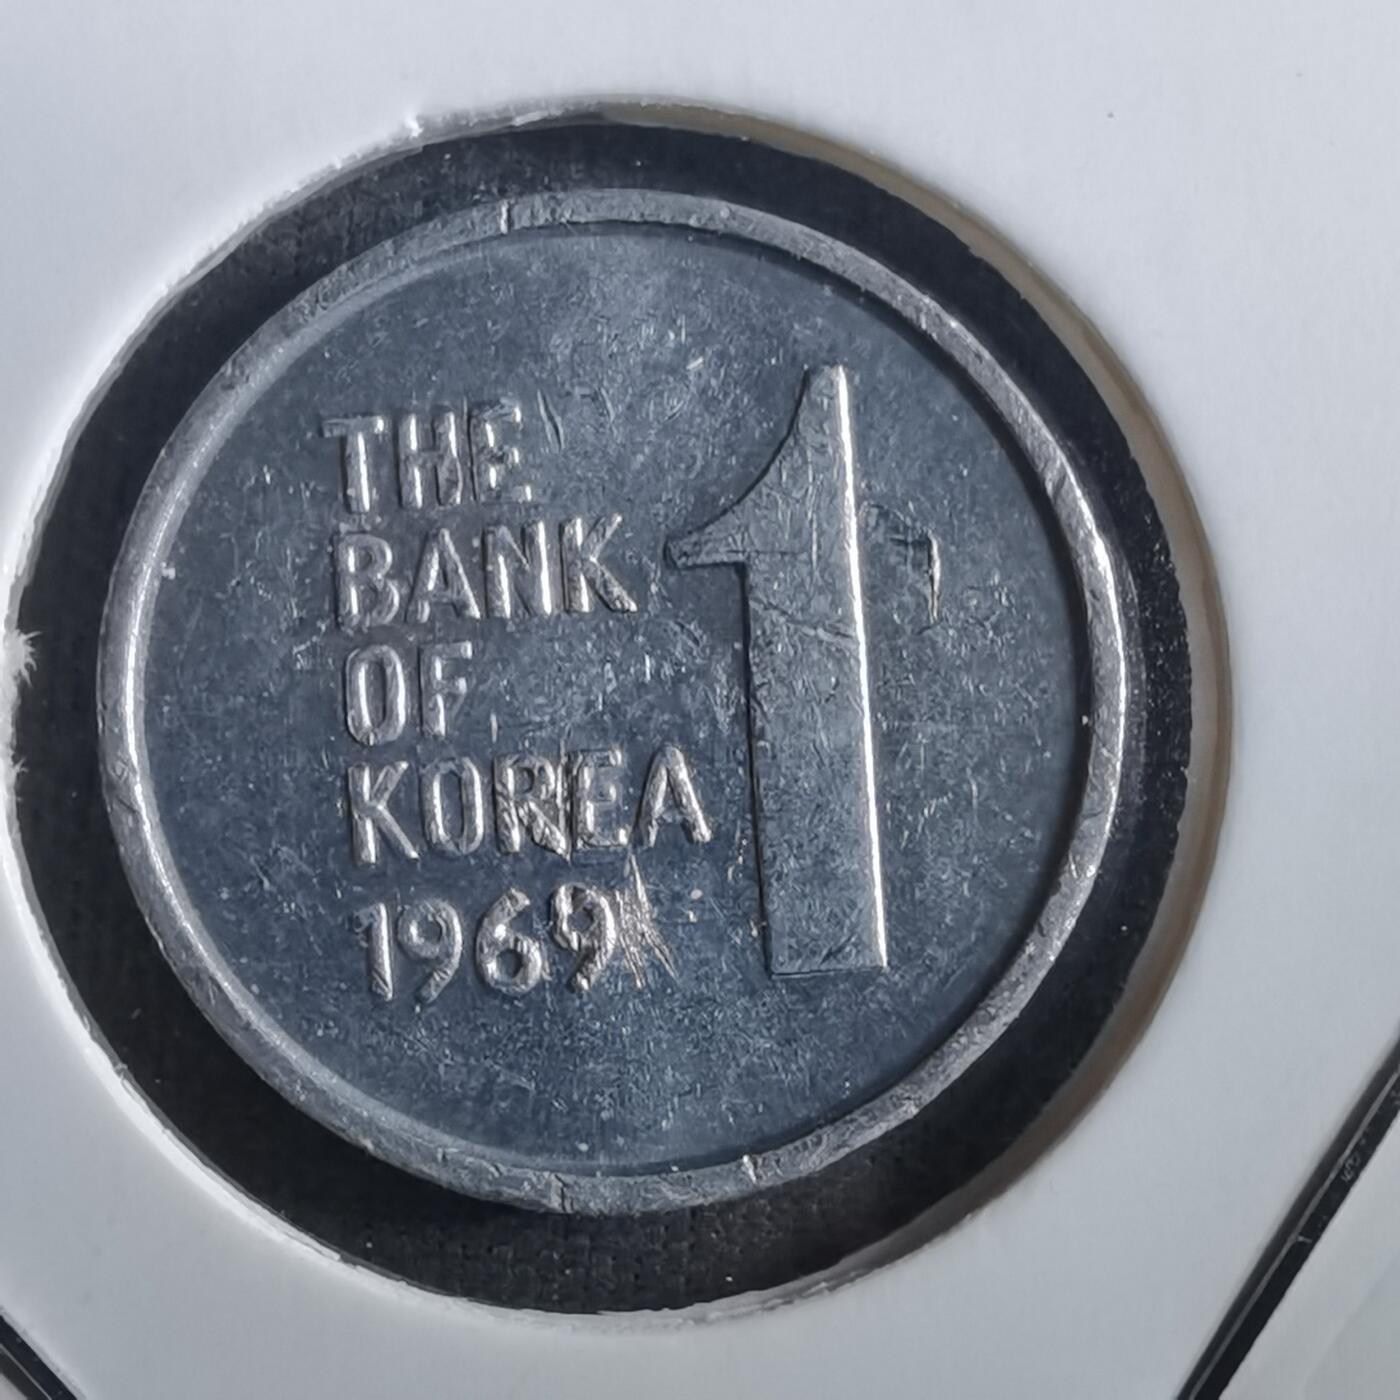 THE
BANK
OF
KOREA
1969
1